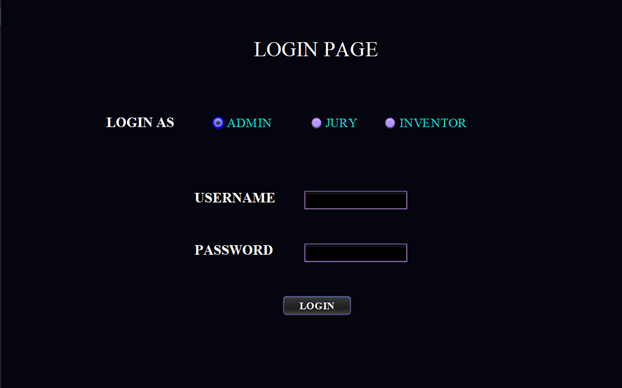 LOGIN PAGE
LOGIN AS ADMIN JURY INVENTOR
USERNAME
PASSWORD
LOGIN